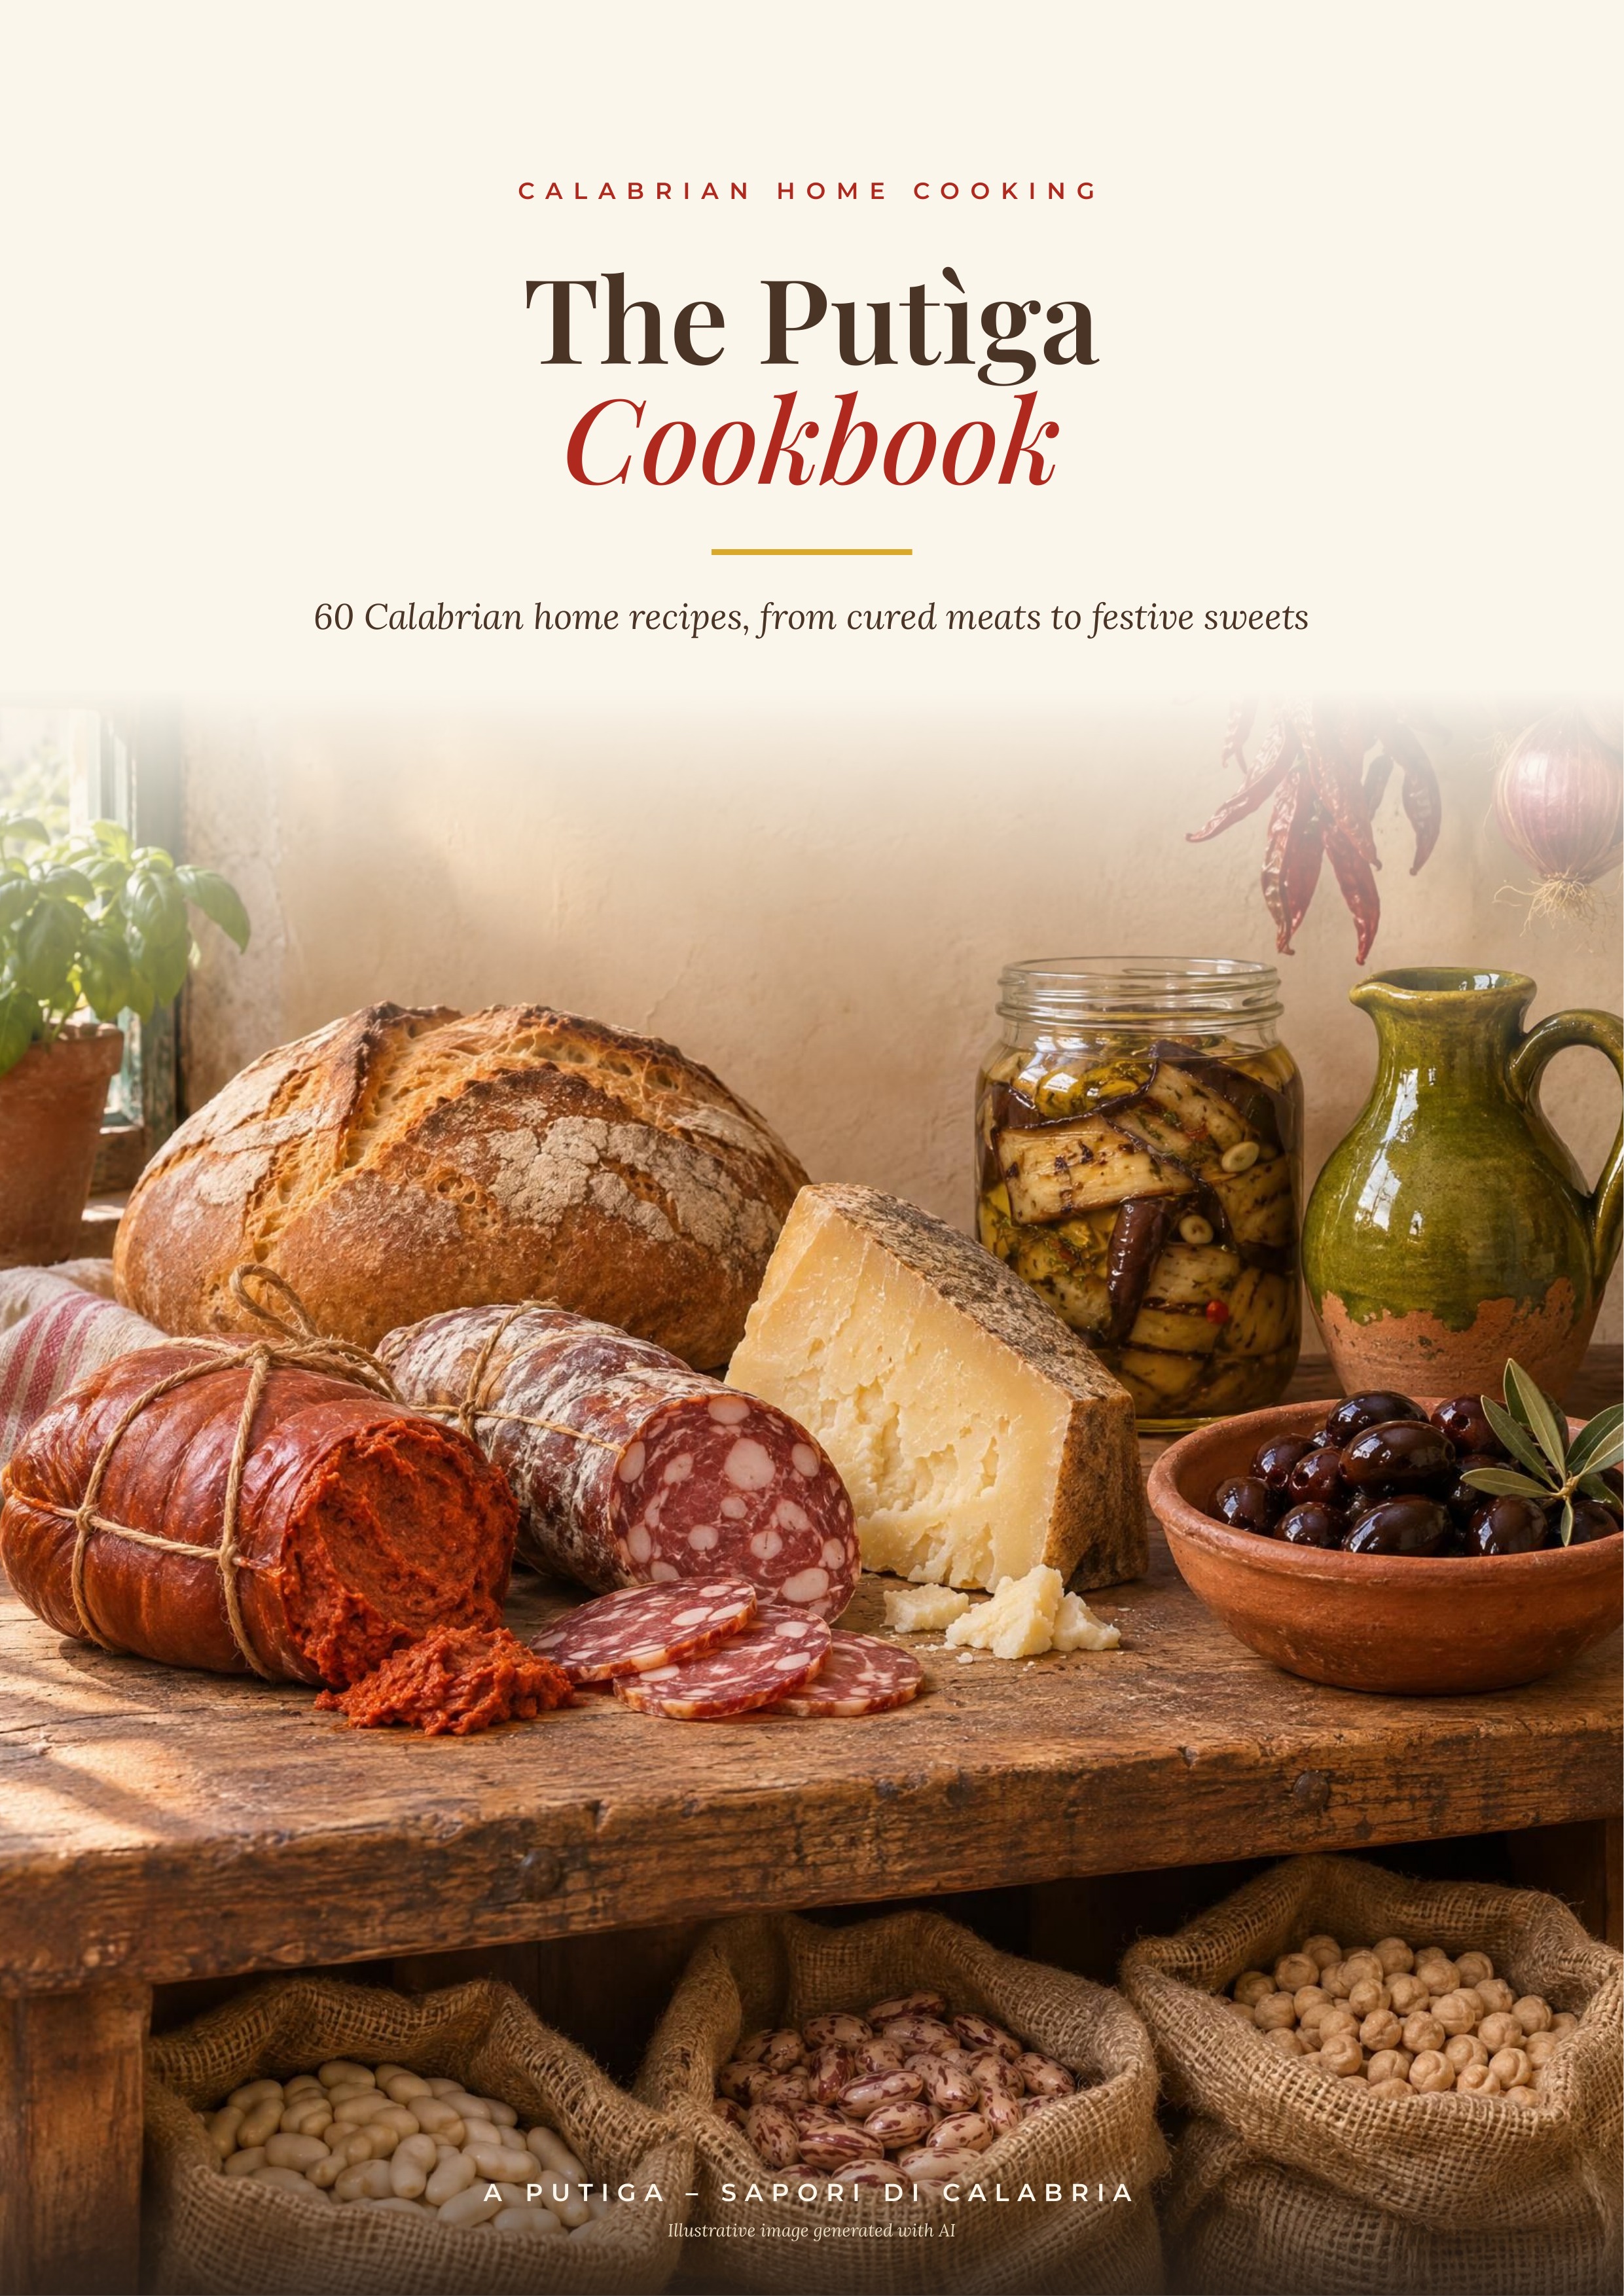 CALABRIAN HOME COOKING
The Putìga
Cookbook
60 Calabrian home recipes, from cured meats to festive sweets
A PUTIGA – SAPORI DI CALABRIA
Illustrative image generated with AI